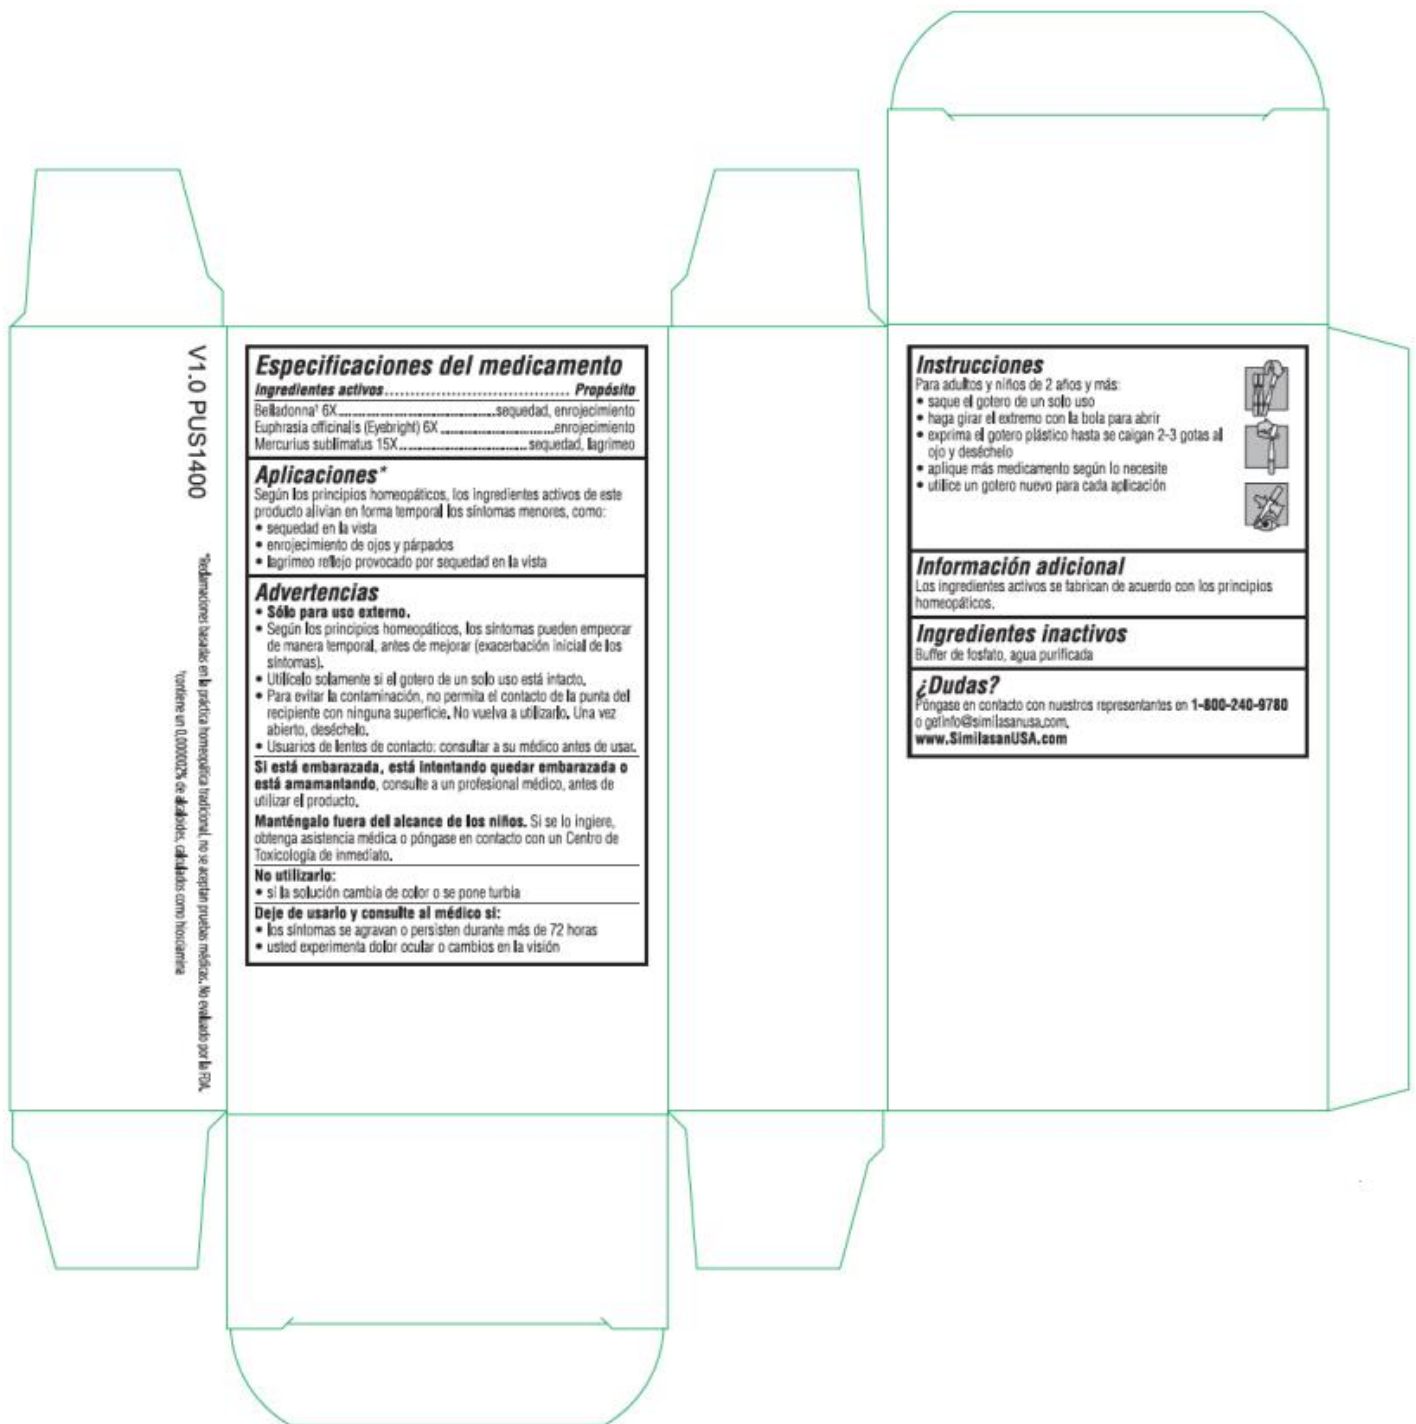 V1.0 PUS1400
*Reclamaciones basadas en la práctica homeopática tradicional, no se aceptan pruebas médicas. No evaluado por la FDA.
†contiene un 0,000002% de alcaloides, calculados como hiosciamina
Especificaciones del medicamento
Ingredientes activos.................................... Propósito
Belladonna† 6X............................................sequedad, enrojecimiento
Euphrasia officinalis (Eyebright) 6X ................................enrojecimiento
Mercurius sublimatus 15X.................................... sequedad, lagrimeo
Aplicaciones*
Según los principios homeopáticos, los ingredientes activos de este
producto alivian en forma temporal los síntomas menores, como:
• sequedad en la vista
• enrojecimiento de ojos y párpados
• lagrimeo reflejo provocado por sequedad en la vista
Advertencias
• Sólo para uso externo.
• Según los principios homeopáticos, los síntomas pueden empeorar
de manera temporal, antes de mejorar (exacerbación inicial de los
síntomas).
• Utilícelo solamente si el gotero de un solo uso está intacto.
• Para evitar la contaminación, no permita el contacto de la punta del
recipiente con ninguna superficie. No vuelva a utilizarlo. Una vez
abierto, deséchelo.
• Usuarios de lentes de contacto: consultar a su médico antes de usar.
Si está embarazada, está intentando quedar embarazada o
está amamantando, consulte a un profesional médico, antes de
utilizar el producto.
Manténgalo fuera del alcance de los niños. Si se lo ingiere,
obtenga asistencia médica o póngase en contacto con un Centro de
Toxicología de inmediato.
No utilizarlo:
• si la solución cambia de color o se pone turbia
Deje de usarlo y consulte al médico si:
• los síntomas se agravan o persisten durante más de 72 horas
• usted experimenta dolor ocular o cambios en la visión
Instrucciones
Para adultos y niños de 2 años y más:
• saque el gotero de un solo uso
• haga girar el extremo con la bola para abrir
• exprima el gotero plástico hasta se caigan 2-3 gotas al
ojo y deséchelo
• aplique más medicamento según lo necesite
• utilice un gotero nuevo para cada aplicación
Información adicional
Los ingredientes activos se fabrican de acuerdo con los principios
homeopáticos.
Ingredientes inactivos
Buffer de fosfato, agua purificada
¿Dudas?
Póngase en contacto con nuestros representantes en 1-800-240-9780
o getinfo@similasanusa.com.
www.SimilasanUSA.com